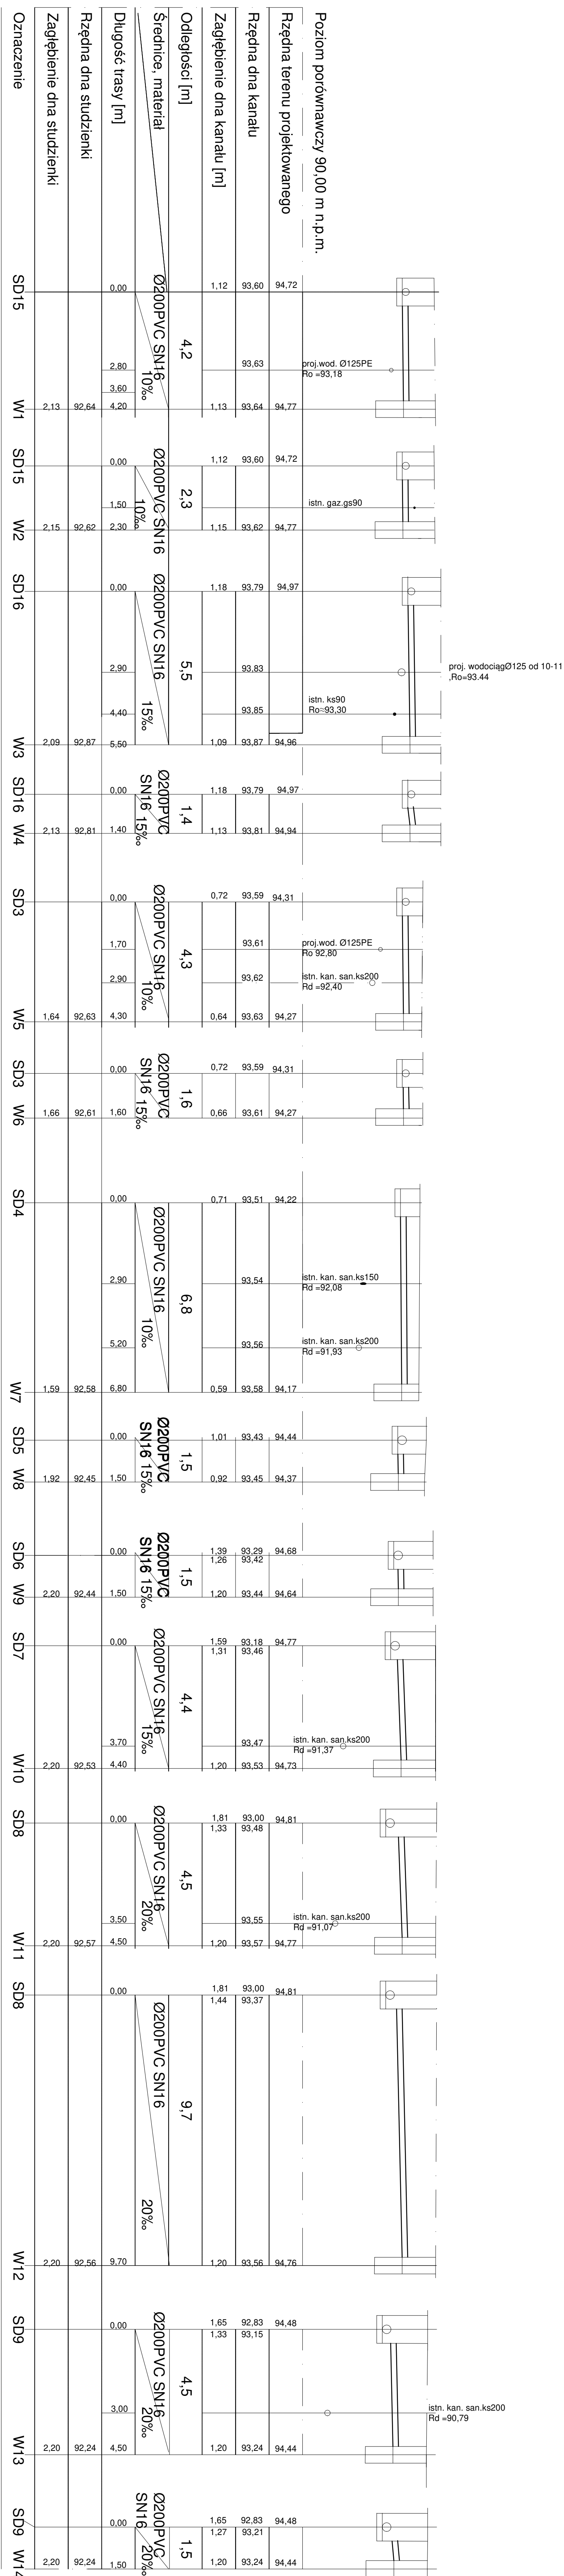 Poziom porównawczy 90,00 m n.p.m.
Rzędna terenu projektowanego
Rzędna dna kanału
Zagłębienie dna kanału [m]
Odległości [m]
Średnice, materiał
Długość trasy [m]
Rzędna dna studzienki
Zagłębienie dna studzienki
Oznaczenie
proj.wod. Ø125PE
Ro =93,18
94,72 94,77
93,60 93,63 93,64
1,12 1,13
4,2
Ø200PVC SN16 10‰
0,00 2,80 3,60 4,20
92,64
2,13
SD15 W1
istn. gaz.gs90
94,72 94,77
93,60 93,62
1,12 1,15
2,3
Ø200PVC SN16
10‰
0,00 1,50 2,30
92,62
2,15
SD15 W2
proj. wodociągØ125 od 10-11
,Ro=93.44
istn. ks90
Ro≈93,30
94,97 94,96
93,79 93,83 93,85 93,87
1,18 1,09
5,5
Ø200PVC SN16
15‰
0,00 2,90 4,40 5,50
92,87
2,09
SD16 W3
94,97 94,94
93,79 93,81
1,18 1,13
1,4
Ø200PVC
SN16 15‰
0,00 1,40
92,81
2,13
SD16 W4
proj.wod. Ø125PE
Ro 92,80
istn. kan. san.ks200
Rd =92,40
94,31 94,27
93,59 93,61 93,62 93,63
0,72 0,64
4,3
Ø200PVC SN16
10‰
0,00 1,70 2,90 4,30
92,63
1,64
SD3 W5
94,31 94,27
93,59 93,61
0,72 0,66
1,6
Ø200PVC
SN16 15‰
0,00 1,60
92,61
1,66
SD3 W6
istn. kan. san.ks150
Rd =92,08
istn. kan. san.ks200
Rd =91,93
94,22 94,17
93,51 93,54 93,56 93,58
0,71 0,59
6,8
Ø200PVC SN16
10‰
0,00 2,90 5,20 6,80
92,58
1,59
SD4 W7
94,44 94,37
93,43 93,45
1,01 0,92
1,5
Ø200PVC
SN16 15‰
0,00 1,50
92,45
1,92
SD5 W8
94,68 94,64
93,29 93,42 93,44
1,39 1,26 1,20
1,5
Ø200PVC
SN16 15‰
0,00 1,50
92,44
2,20
SD6 W9
istn. kan. san.ks200
Rd =91,37
94,77 94,73
93,18 93,46 93,47 93,53
1,59 1,31 1,20
4,4
Ø200PVC SN16
15‰
0,00 3,70 4,40
92,53
2,20
SD7 W10
istn. kan. san.ks200
Rd =91,07
94,81 94,77
93,00 93,48 93,55 93,57
1,81 1,33 1,20
4,5
Ø200PVC SN16
20‰
0,00 3,50 4,50
92,57
2,20
SD8 W11
94,81 94,76
93,00 93,37 93,56
1,81 1,44 1,20
9,7
Ø200PVC SN16
20‰
0,00 9,70
92,56
2,20
SD8 W12
istn. kan. san.ks200
Rd =90,79
94,48 94,44
92,83 93,15 93,24
1,65 1,33 1,20
4,5
Ø200PVC SN16
20‰
0,00 3,00 4,50
92,24
2,20
SD9 W13
94,48 94,44
92,83 93,21 93,24
1,65 1,27 1,20
1,5
Ø200PVC
SN16 20‰
0,00 1,50
92,24
2,20
SD9 W14